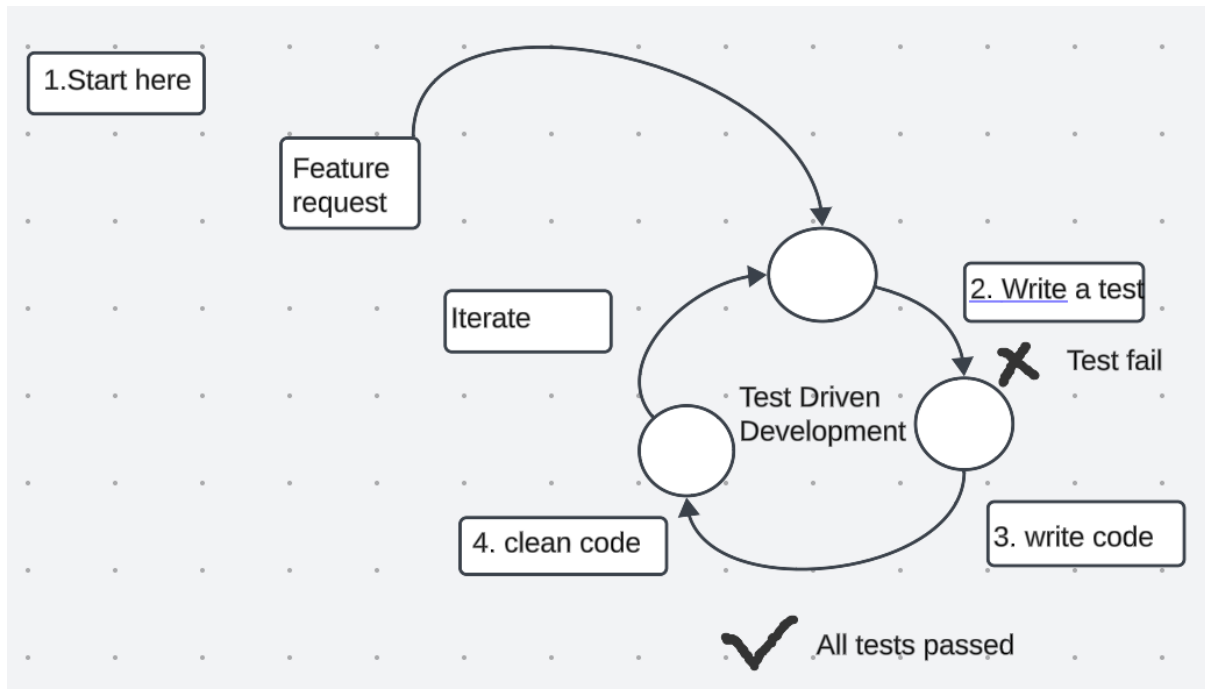 1.Start here
Feature
request
2. Write a test
Iterate
Test fail
Test Driven
Development
3. write code
4. clean code
All tests passed